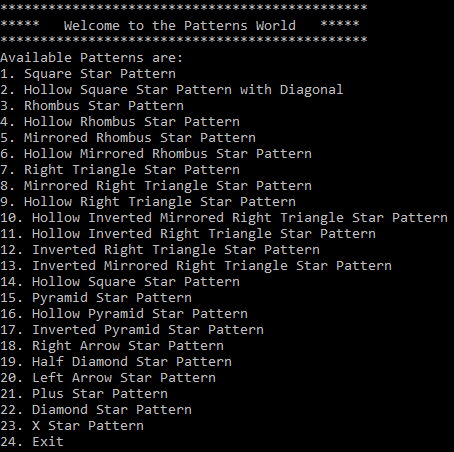 **********************************************
*****   Welcome to the Patterns World   *****
**********************************************
Available Patterns are:
1. Square Star Pattern
2. Hollow Square Star Pattern with Diagonal
3. Rhombus Star Pattern
4. Hollow Rhombus Star Pattern
5. Mirrored Rhombus Star Pattern
6. Hollow Mirrored Rhombus Star Pattern
7. Right Triangle Star Pattern
8. Mirrored Right Triangle Star Pattern
9. Hollow Right Triangle Star Pattern
10. Hollow Inverted Mirrored Right Triangle Star Pattern
11. Hollow Inverted Right Triangle Star Pattern
12. Inverted Right Triangle Star Pattern
13. Inverted Mirrored Right Triangle Star Pattern
14. Hollow Square Star Pattern
15. Pyramid Star Pattern
16. Hollow Pyramid Star Pattern
17. Inverted Pyramid Star Pattern
18. Right Arrow Star Pattern
19. Half Diamond Star Pattern
20. Left Arrow Star Pattern
21. Plus Star Pattern
22. Diamond Star Pattern
23. X Star Pattern
24. Exit